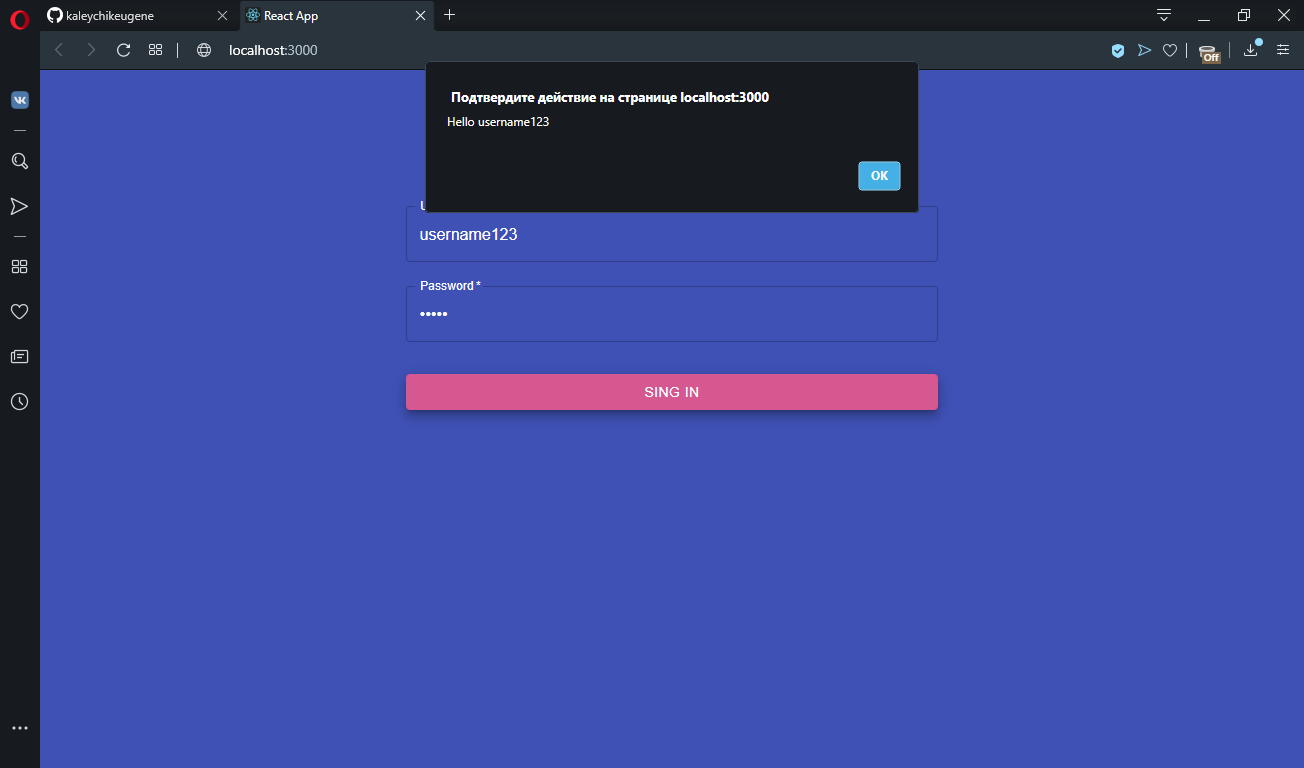 kaleychikeugene
React App
localhost:3000
Off
Подтвердите действие на странице localhost:3000
Hello username123
OK
username123
Password *
•••••
SING IN